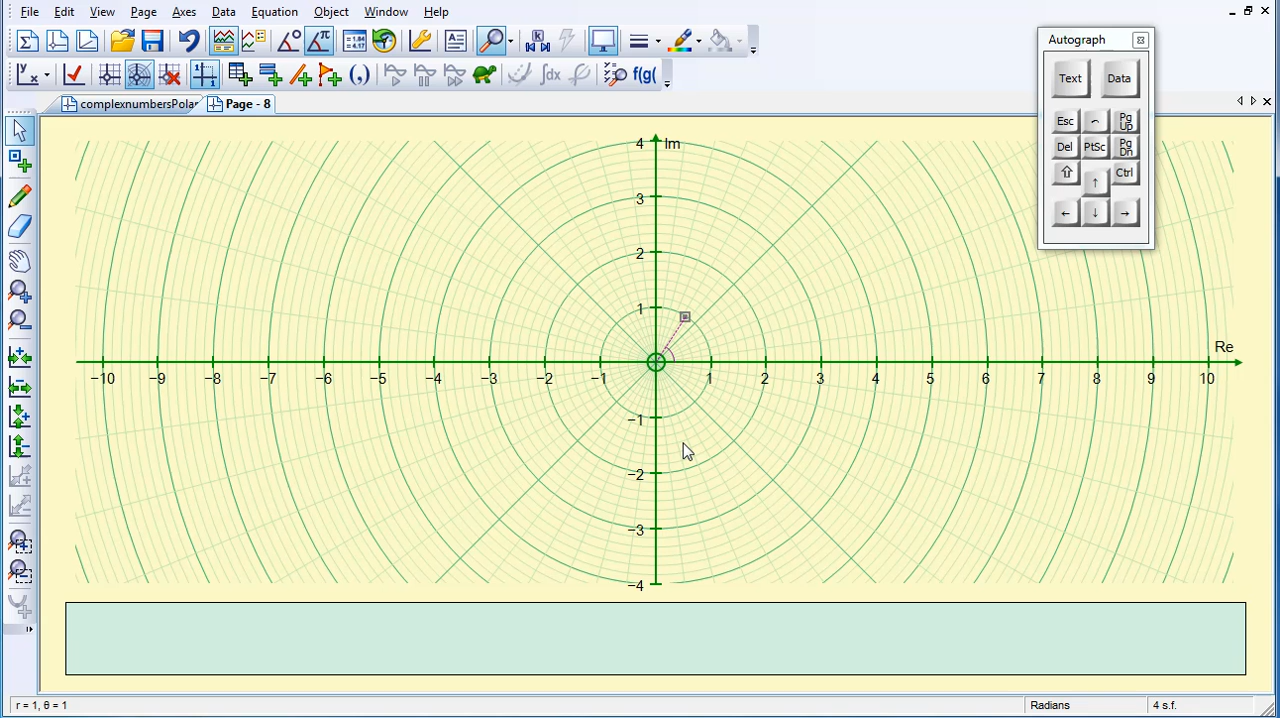 File Edit View Page Axes Data Equation Object Window Help
complexnumbersPolar Page - 8
Autograph
Text Data
Esc Pg Up
Del PtSc Pg Dn
Ctrl
Im
Re
4
3
2
1
−10 −9 −8 −7 −6 −5 −4 −3 −2 −1 1 2 3 4 5 6 7 8 9 10
−1
−2
−3
−4
r = 1, θ = 1 Radians 4 s.f.